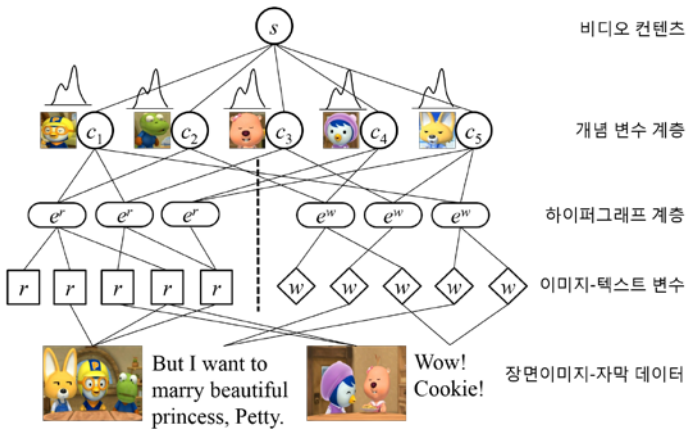 s
비디오 컨텐츠
c1 c2 c3 c4 c5
개념 변수 계층
e^r e^r e^r e^w e^w e^w
하이퍼그래프 계층
r r r r r w w w w w
이미지-텍스트 변수
But I want to
marry beautiful
princess, Petty.
Wow!
Cookie!
장면이미지-자막 데이터